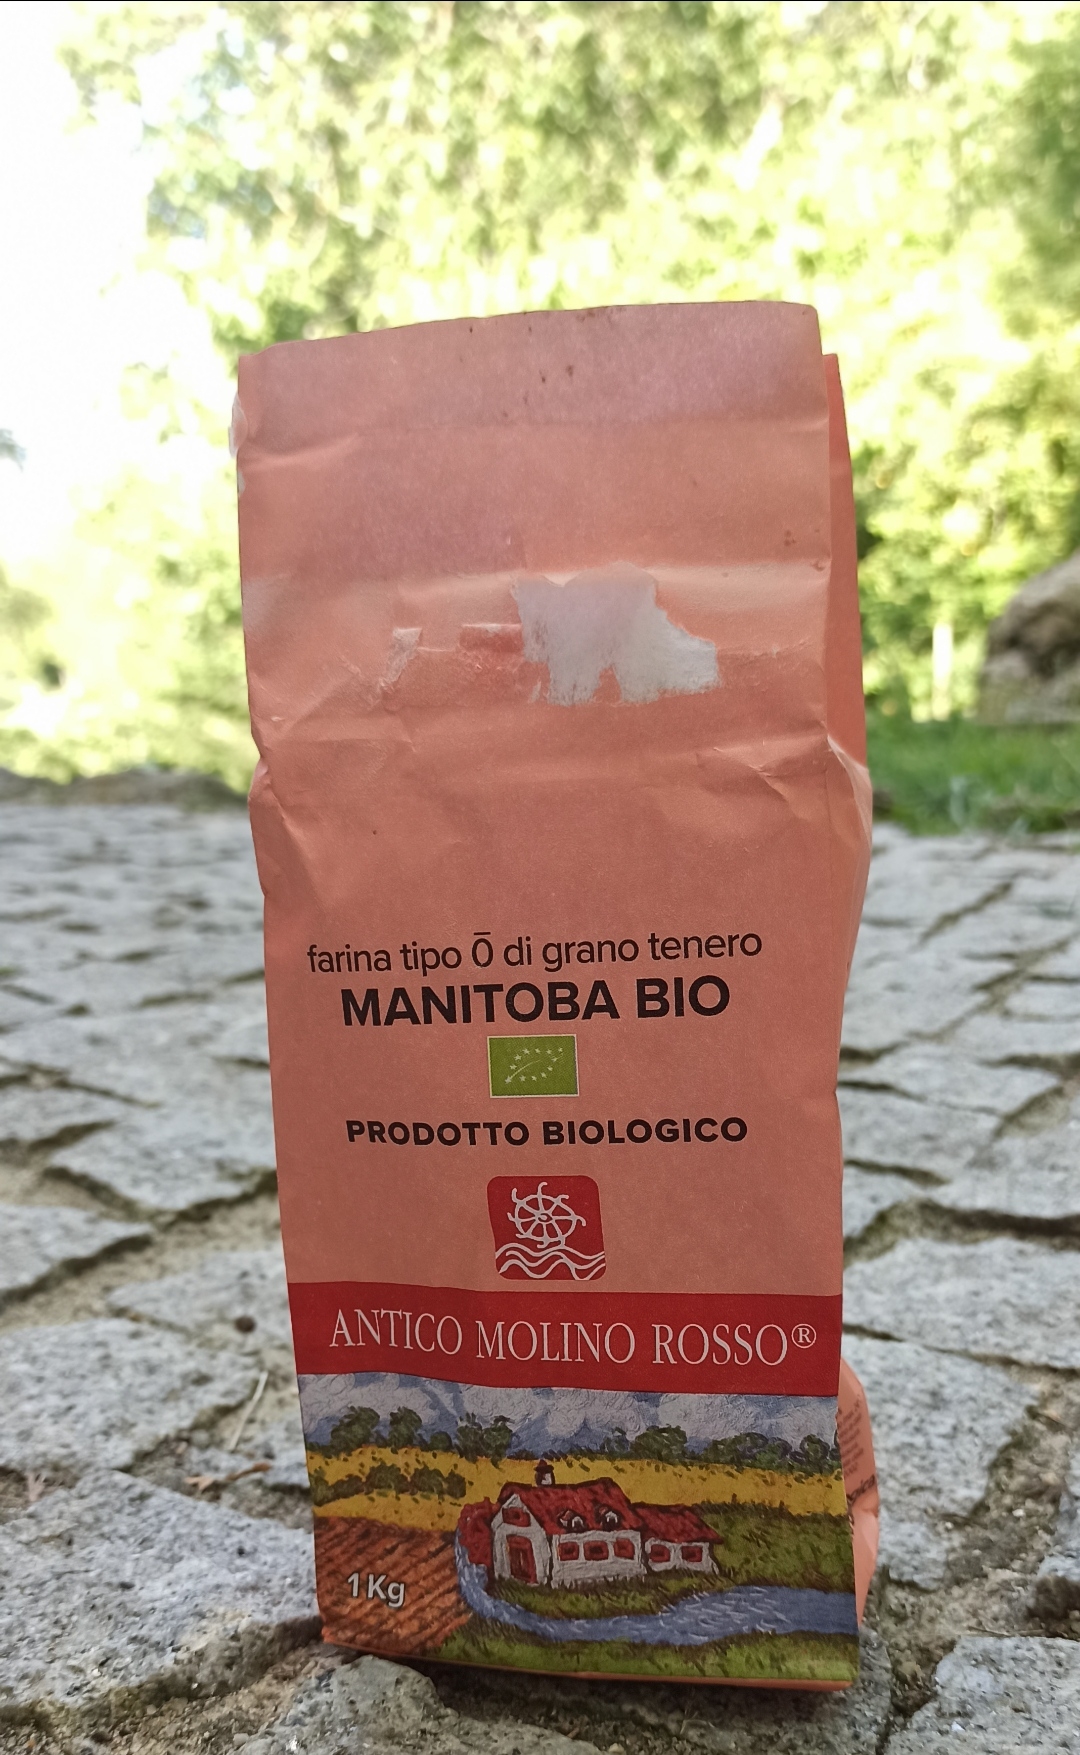 farina tipo 0 di grano tenero
MANITOBA BIO
PRODOTTO BIOLOGICO
ANTICO MOLINO ROSSO®
1Kg